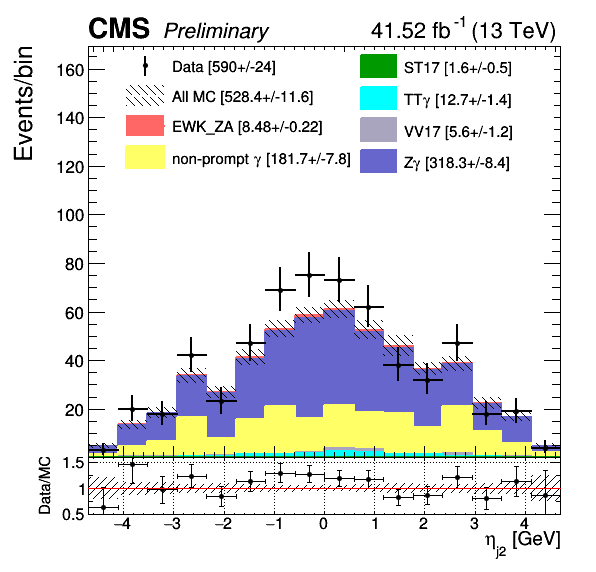 CMS Preliminary 41.52 fb⁻¹ (13 TeV)
Events/bin
160
140
120
100
80
60
40
20
Data [590+/-24]
All MC [528.4+/-11.6]
EWK_ZA [8.48+/-0.22]
non-prompt γ [181.7+/-7.8]
ST17 [1.6+/-0.5]
TTγ [12.7+/-1.4]
VV17 [5.6+/-1.2]
Zγ [318.3+/-8.4]
Data/MC
1.5
1
0.5
−4 −3 −2 −1 0 1 2 3 4
η_j2 [GeV]